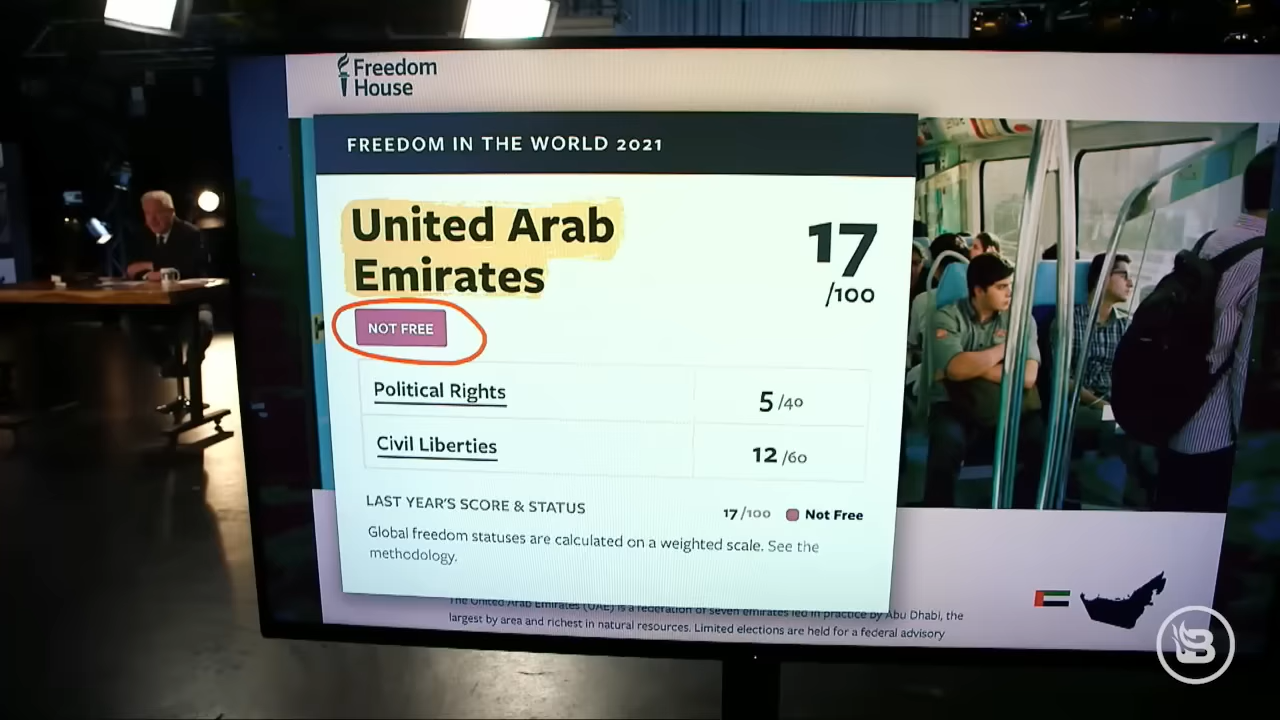 Freedom
House
FREEDOM IN THE WORLD 2021
United Arab
Emirates
17
/100
NOT FREE
Political Rights 5/40
Civil Liberties 12/60
LAST YEAR'S SCORE & STATUS 17/100 Not Free
Global freedom statuses are calculated on a weighted scale. See the
methodology.
The United Arab Emirates (UAE) is a federation of seven emirates led in practice by Abu Dhabi, the
largest by area and richest in natural resources. Limited elections are held for a federal advisory
B